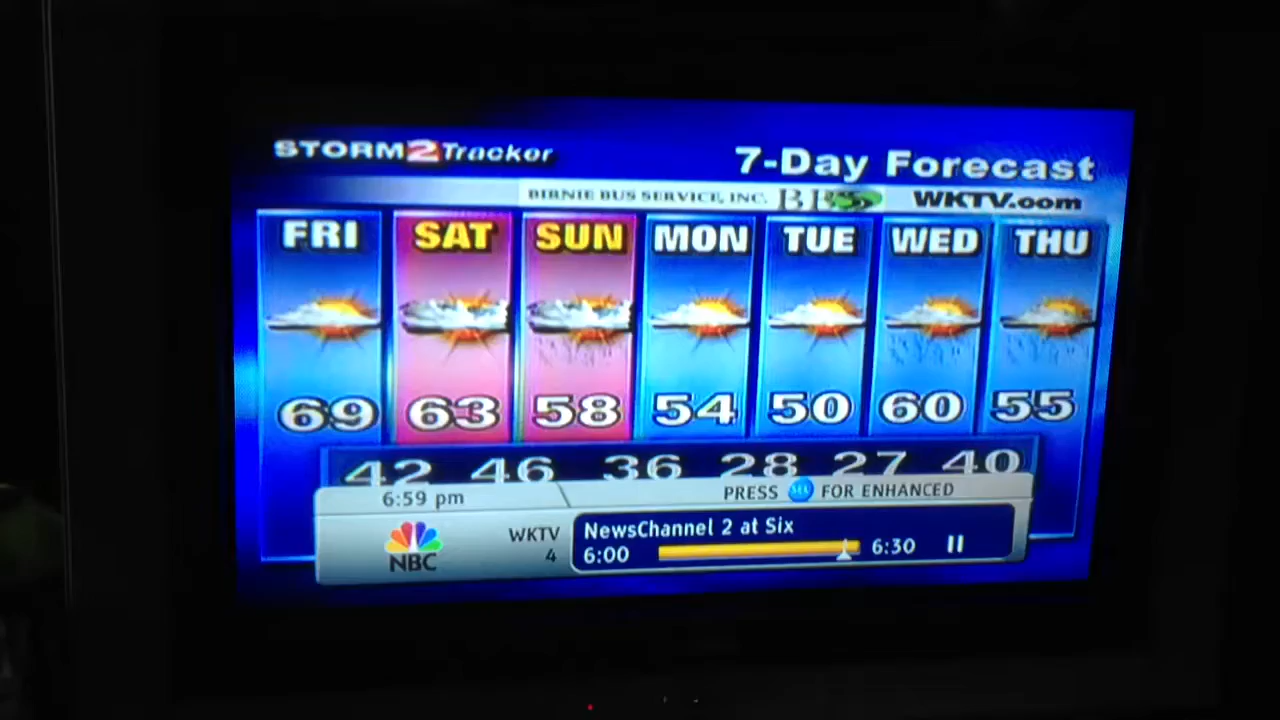 STORM2Tracker
7-Day Forecast
BIRNIE BUS SERVICE, INC.
WKTV.com
FRI SAT SUN MON TUE WED THU
69 63 58 54 50 60 55
42 46 36 28 27 40
6:59 pm
PRESS SEL FOR ENHANCED
NBC
WKTV
4
NewsChannel 2 at Six
6:00 6:30